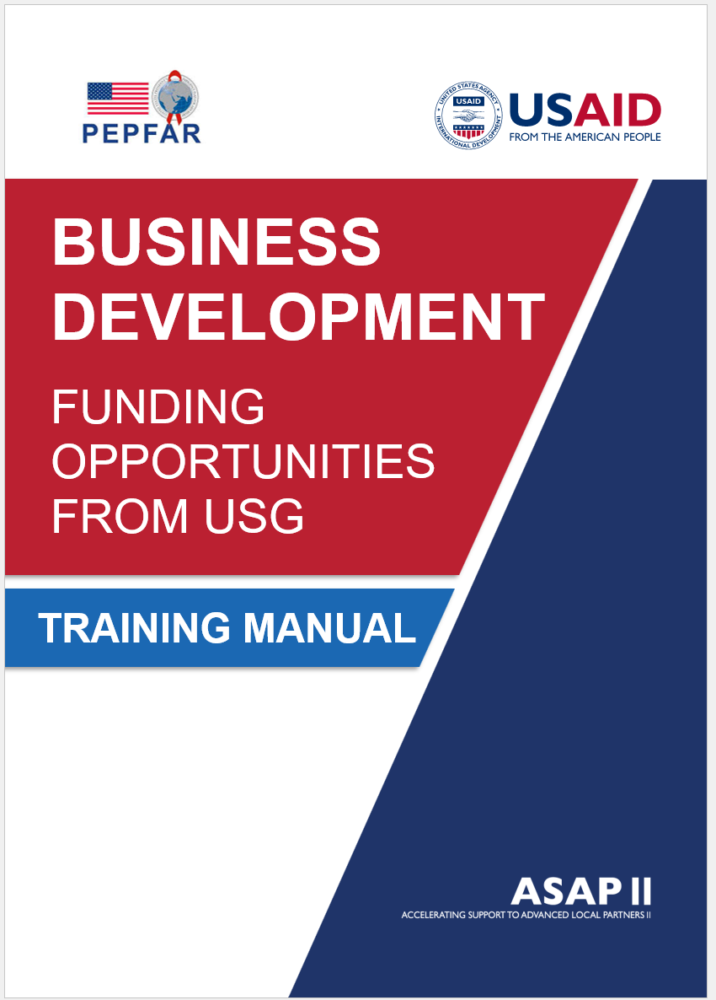 PEPFAR
UNITED STATES AGENCY
INTERNATIONAL DEVELOPMENT
USAID
USAID
FROM THE AMERICAN PEOPLE
BUSINESS
DEVELOPMENT
FUNDING
OPPORTUNITIES
FROM USG
TRAINING MANUAL
ASAP II
ACCELERATING SUPPORT TO ADVANCED LOCAL PARTNERS II